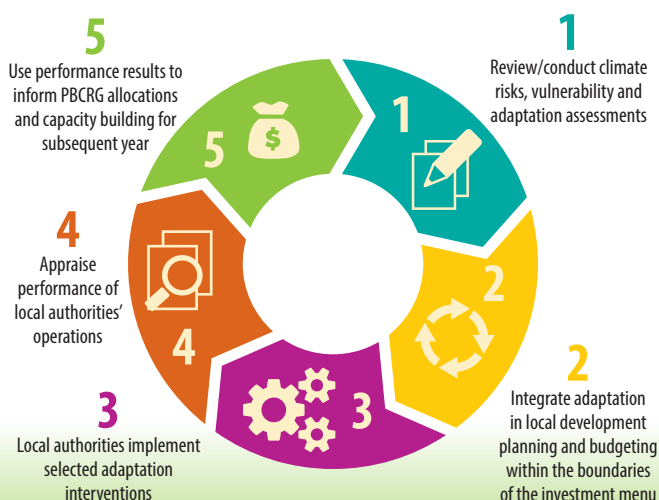 1
Review/conduct climate
risks, vulnerability and
adaptation assessments
2
Integrate adaptation
in local development
planning and budgeting
within the boundaries
of the investment menu
3
Local authorities implement
selected adaptation
interventions
4
Appraise
performance of
local authorities’
operations
5
Use performance results to
inform PBCRG allocations
and capacity building for
subsequent year
1
2
3
4
5
$